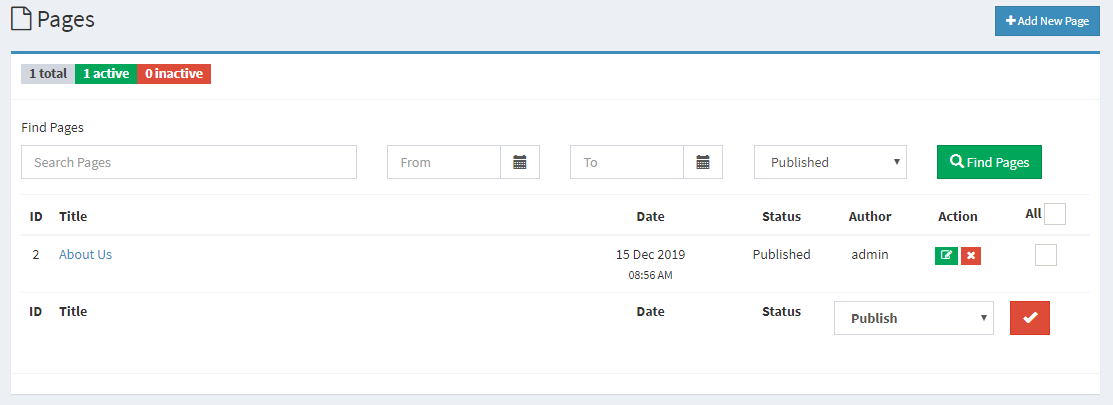 Pages
Add New Page
1 total 1 active 0 inactive
Find Pages
Search Pages From To Published Find Pages
ID Title Date Status Author Action All
2 About Us 15 Dec 2019 Published admin
08:56 AM
ID Title Date Status Publish